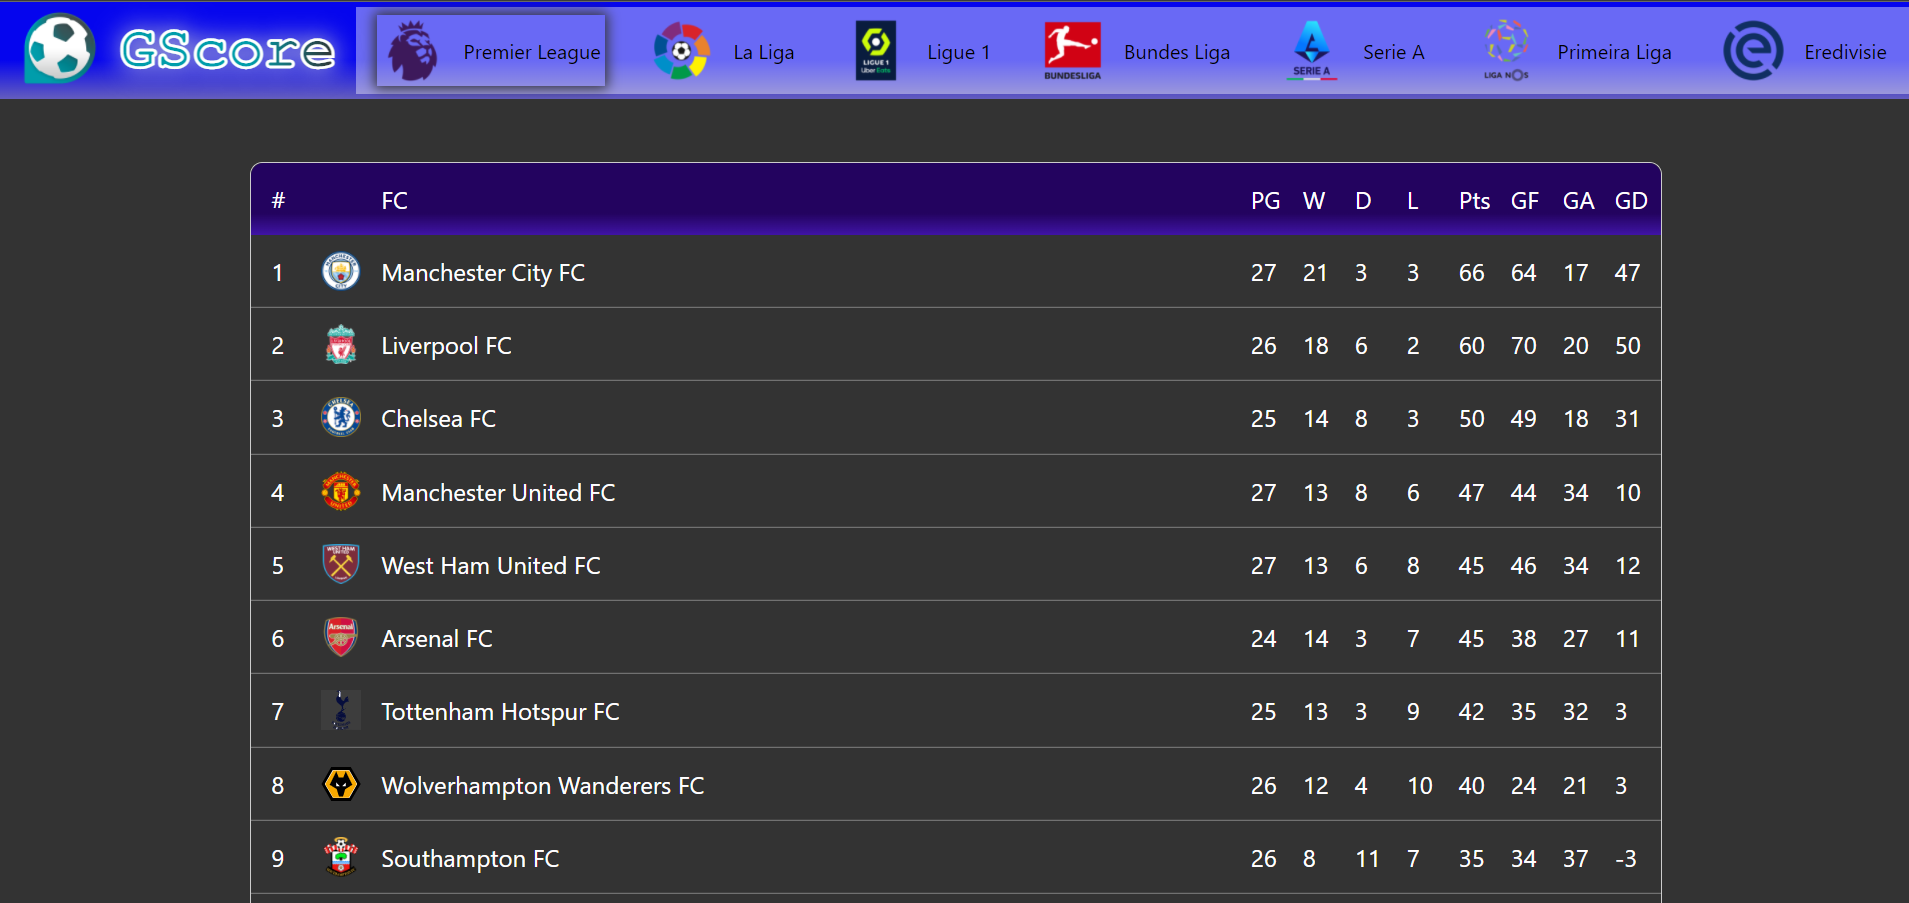 GScore Premier League La Liga Ligue 1 Bundes Liga Serie A Primeira Liga Eredivisie
LIGUE 1
Uber Eats
BUNDESLIGA
SERIE A
LIGA NOS
# FC PG W D L Pts GF GA GD
1 Manchester City FC 27 21 3 3 66 64 17 47
2 Liverpool FC 26 18 6 2 60 70 20 50
3 Chelsea FC 25 14 8 3 50 49 18 31
4 Manchester United FC 27 13 8 6 47 44 34 10
5 West Ham United FC 27 13 6 8 45 46 34 12
6 Arsenal FC 24 14 3 7 45 38 27 11
7 Tottenham Hotspur FC 25 13 3 9 42 35 32 3
8 Wolverhampton Wanderers FC 26 12 4 10 40 24 21 3
9 Southampton FC 26 8 11 7 35 34 37 -3